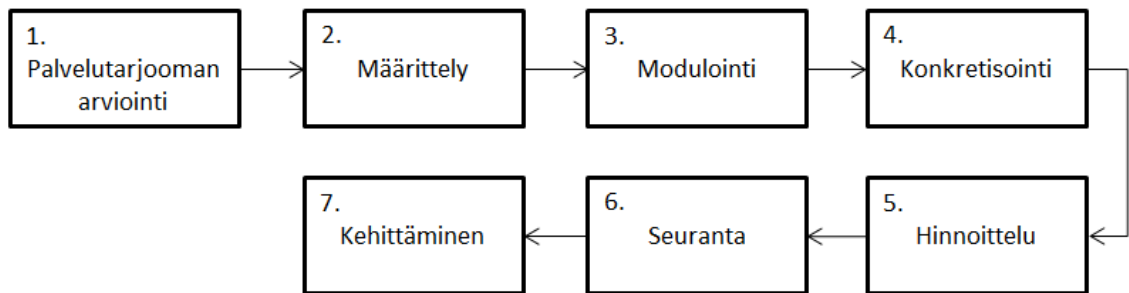 1.
Palvelutarjooman
arviointi
2.
Määrittely
3.
Modulointi
4.
Konkretisointi
5.
Hinnoittelu
6.
Seuranta
7.
Kehittäminen